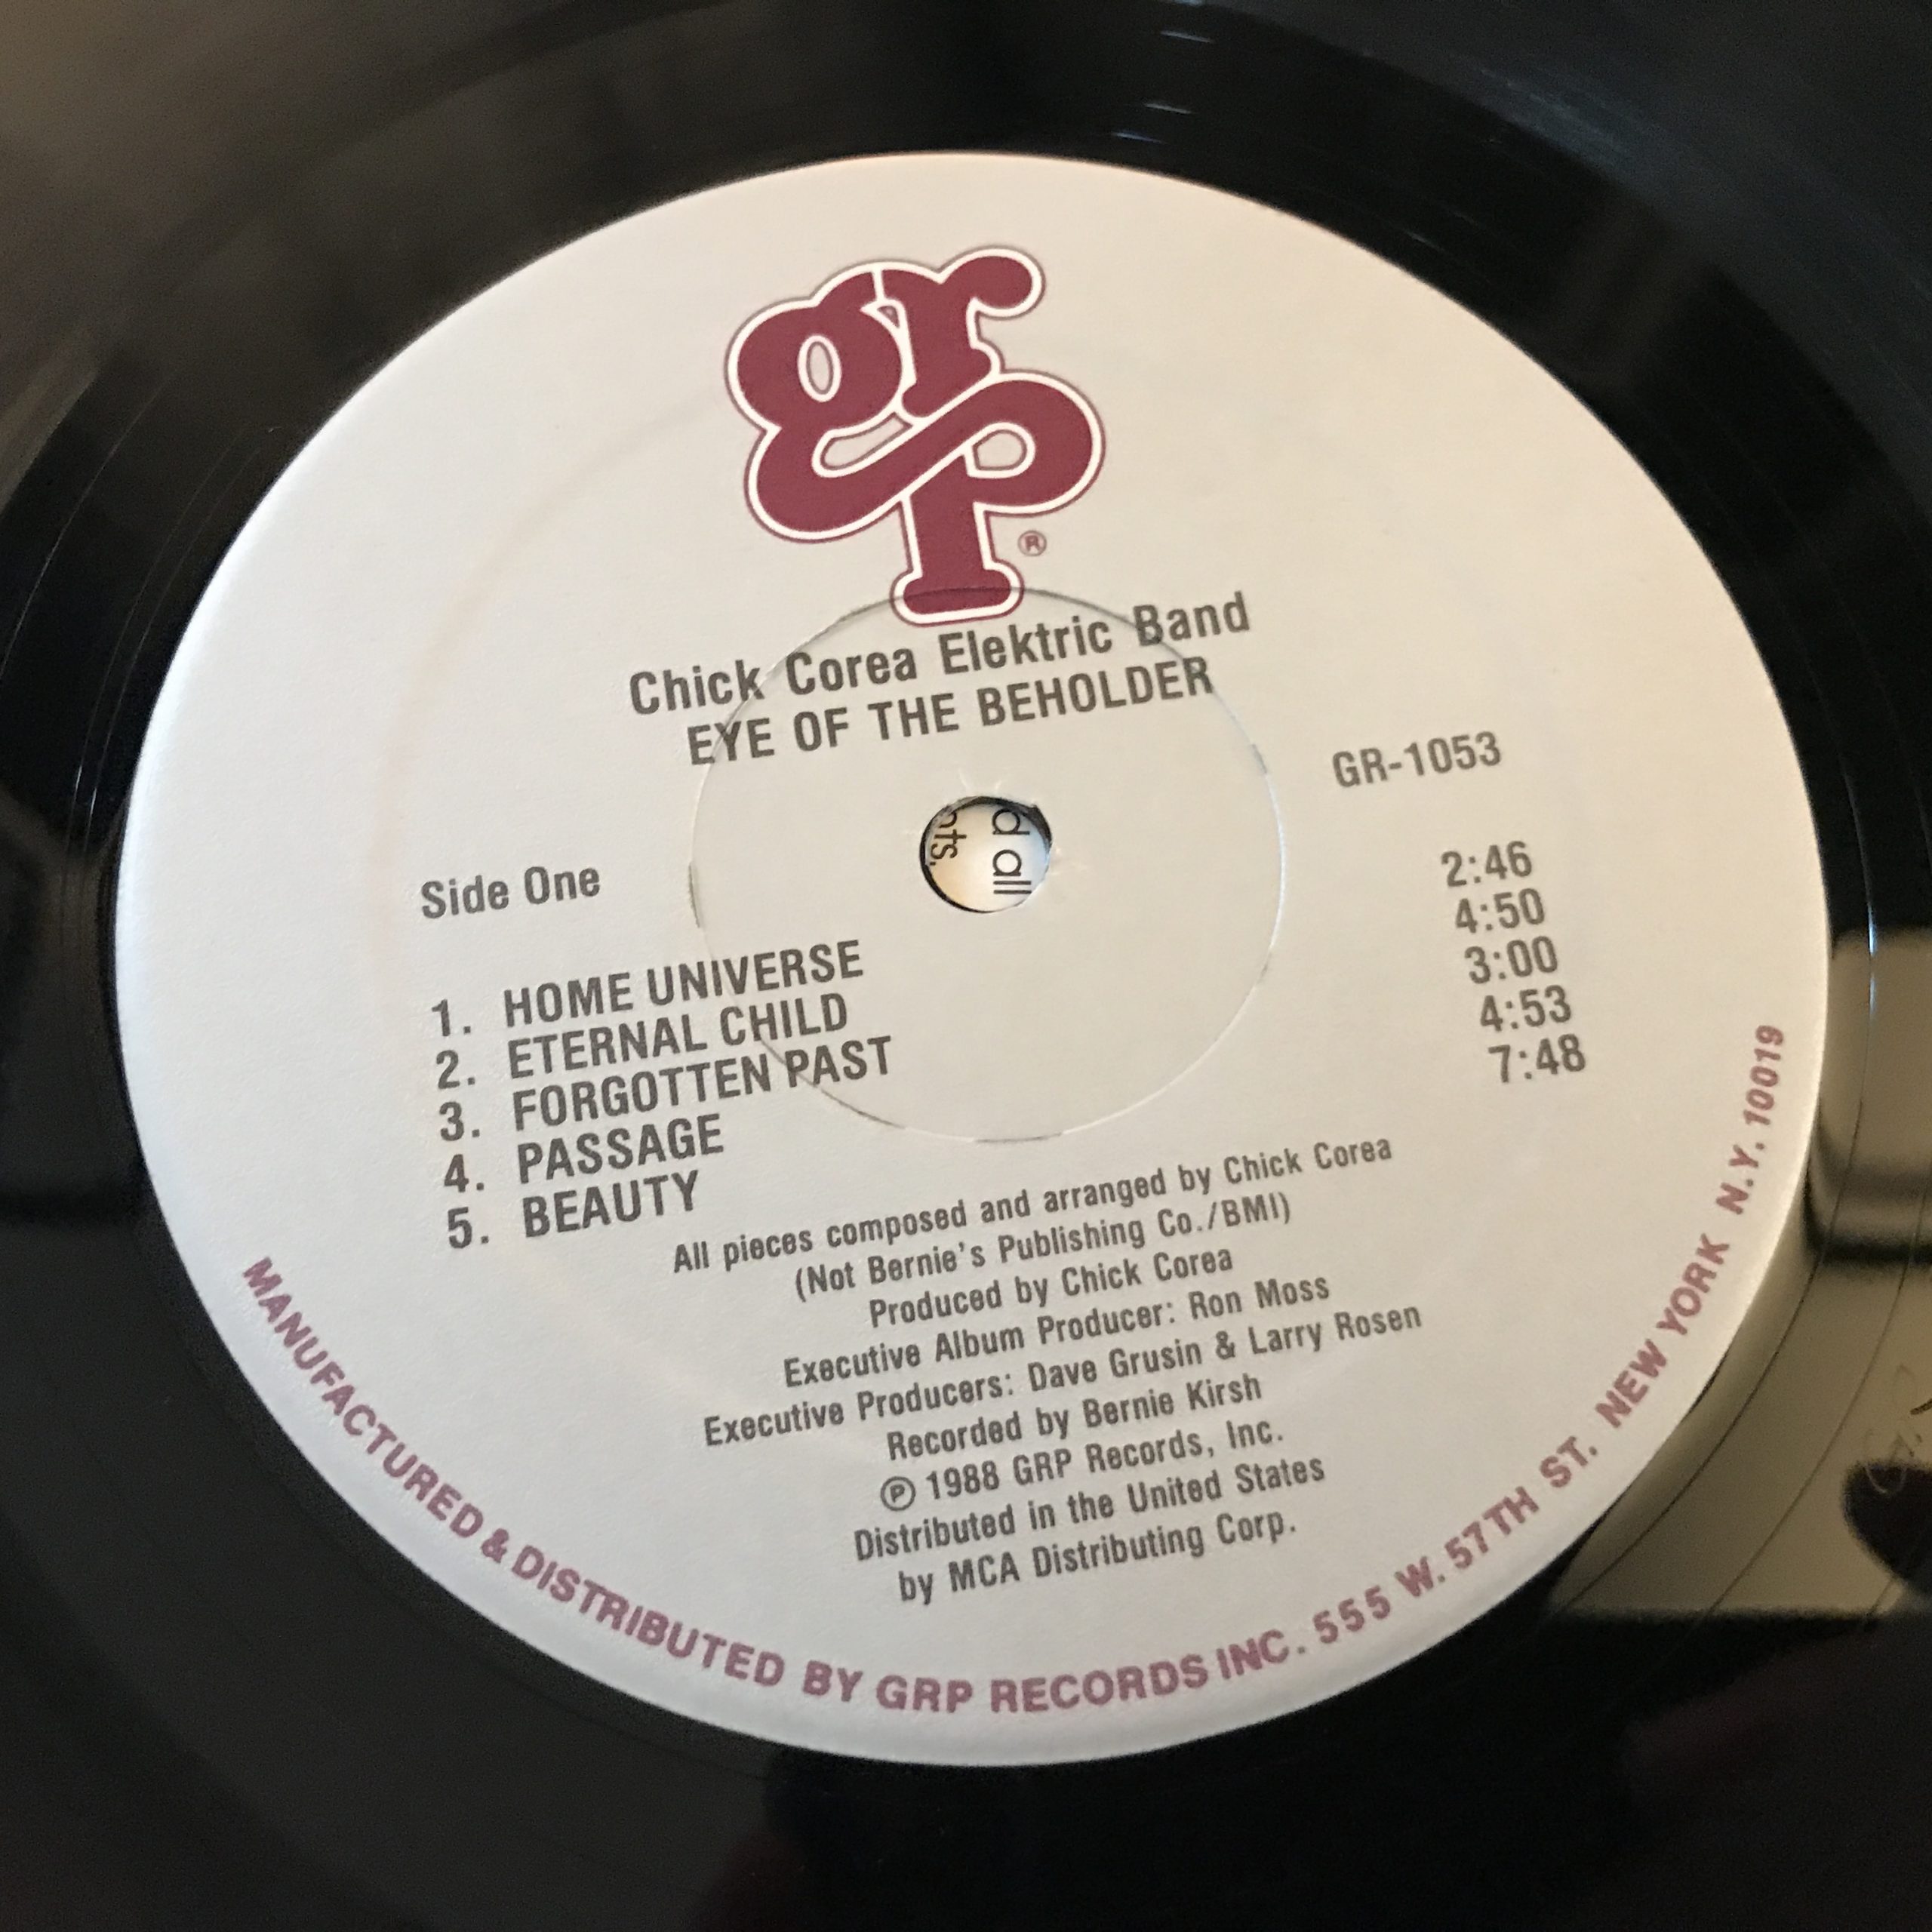 grp®
Chick Corea Elektric Band
EYE OF THE BEHOLDER
GR-1053
Side One
1. HOME UNIVERSE 2:46
2. ETERNAL CHILD 4:50
3. FORGOTTEN PAST 3:00
4. PASSAGE 4:53
5. BEAUTY 7:48
All pieces composed and arranged by Chick Corea
(Not Bernie's Publishing Co./BMI)
Produced by Chick Corea
Executive Album Producer: Ron Moss
Executive Producers: Dave Grusin & Larry Rosen
Recorded by Bernie Kirsh
℗ 1988 GRP Records, Inc.
Distributed in the United States
by MCA Distributing Corp.
MANUFACTURED & DISTRIBUTED BY GRP RECORDS INC. 555 W. 57TH ST. NEW YORK N.Y. 10019
d all